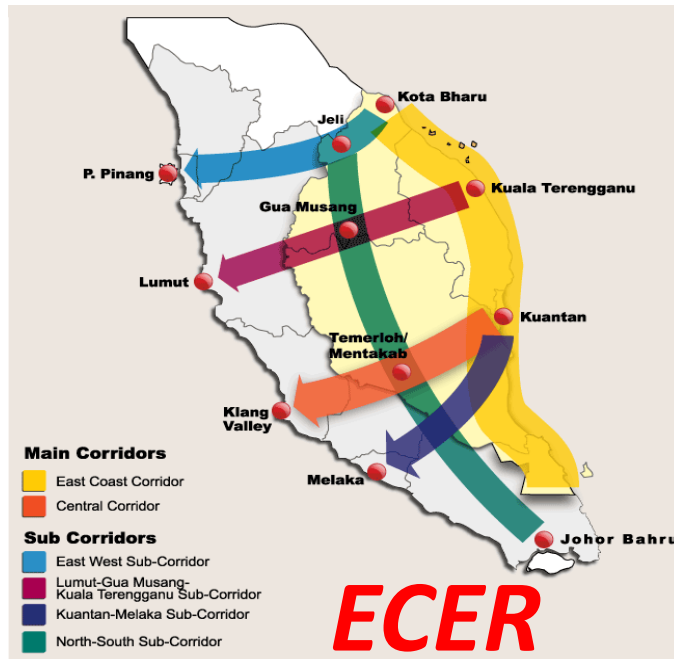 Kota Bharu
Jeli
P. Pinang
Kuala Terengganu
Gua Musang
Lumut
Kuantan
Temerloh/
Mentakab
Klang
Valley
Melaka
Johor Bahru
Main Corridors
East Coast Corridor
Central Corridor
Sub Corridors
East West Sub-Corridor
Lumut-Gua Musang-
Kuala Terengganu Sub-Corridor
Kuantan-Melaka Sub-Corridor
North-South Sub-Corridor
ECER